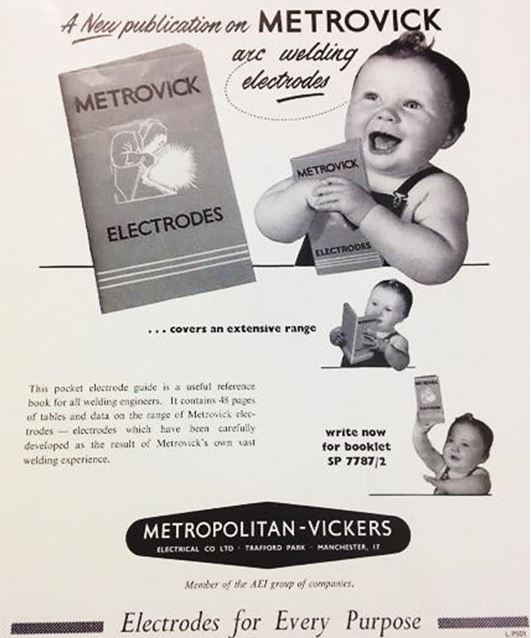 A New publication on METROVICK
arc welding
electrodes
METROVICK
ELECTRODES
METROVICK
ELECTRODES
... covers an extensive range
This pocket electrode guide is a useful reference
book for all welding engineers. It contains 48 pages
of tables and data on the range of Metrovick elec-
trodes — electrodes which have been carefully
developed as the result of Metrovick's own vast
welding experience.
write now
for booklet
SP 7787/2
METROPOLITAN-VICKERS
ELECTRICAL CO LTD · TRAFFORD PARK · MANCHESTER, 17
Member of the AEI group of companies.
Electrodes for Every Purpose